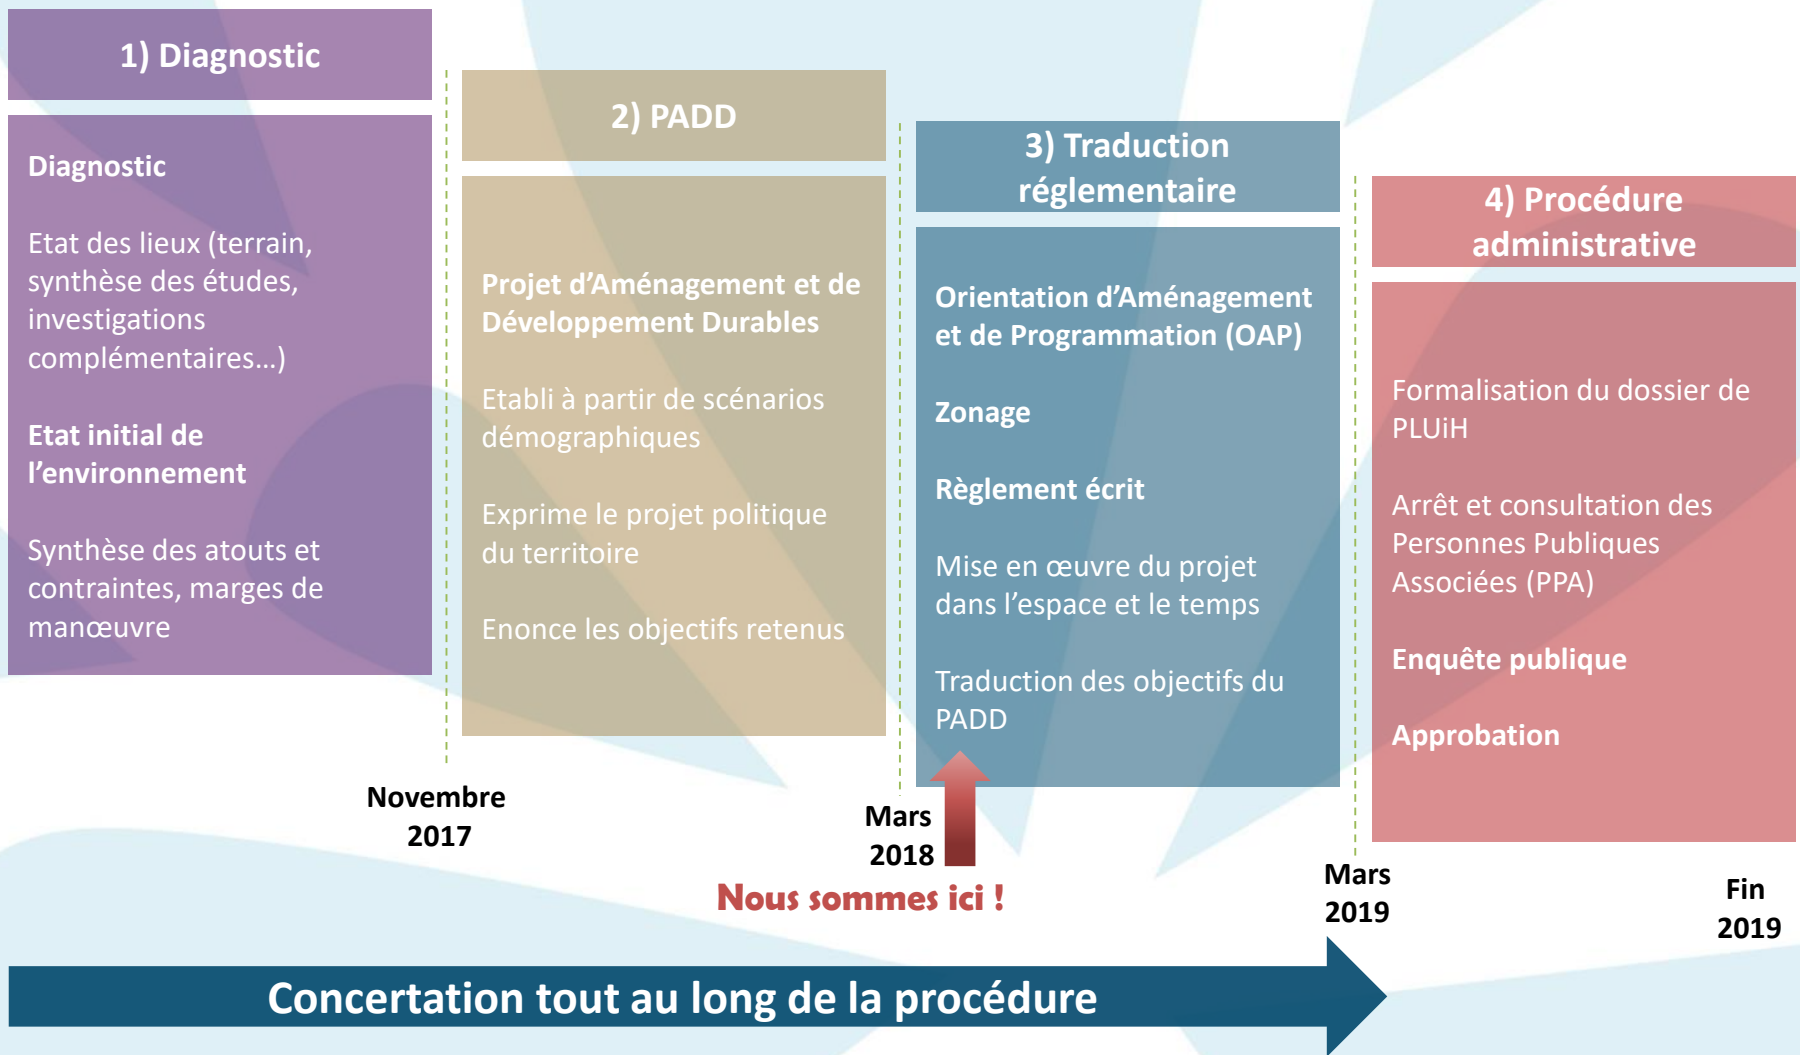 1) Diagnostic
Diagnostic
Etat des lieux (terrain,
synthèse des études,
investigations
complémentaires…)
Etat initial de
l’environnement
Synthèse des atouts et
contraintes, marges de
manœuvre
2) PADD
Projet d’Aménagement et de
Développement Durables
Etabli à partir de scénarios
démographiques
Exprime le projet politique
du territoire
Enonce les objectifs retenus
3) Traduction
réglementaire
Orientation d’Aménagement
et de Programmation (OAP)
Zonage
Règlement écrit
Mise en œuvre du projet
dans l’espace et le temps
Traduction des objectifs du
PADD
4) Procédure
administrative
Formalisation du dossier de
PLUiH
Arrêt et consultation des
Personnes Publiques
Associées (PPA)
Enquête publique
Approbation
Novembre
2017
Mars
2018
Nous sommes ici !
Mars
2019
Fin
2019
Concertation tout au long de la procédure